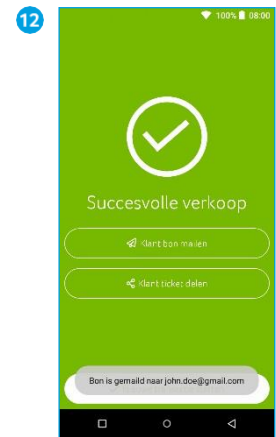 12
100% 08:00
Succesvolle verkoop
Klant bon mailen
Klant ticket delen
Bon is gemaild naar john.doe@gmail.com